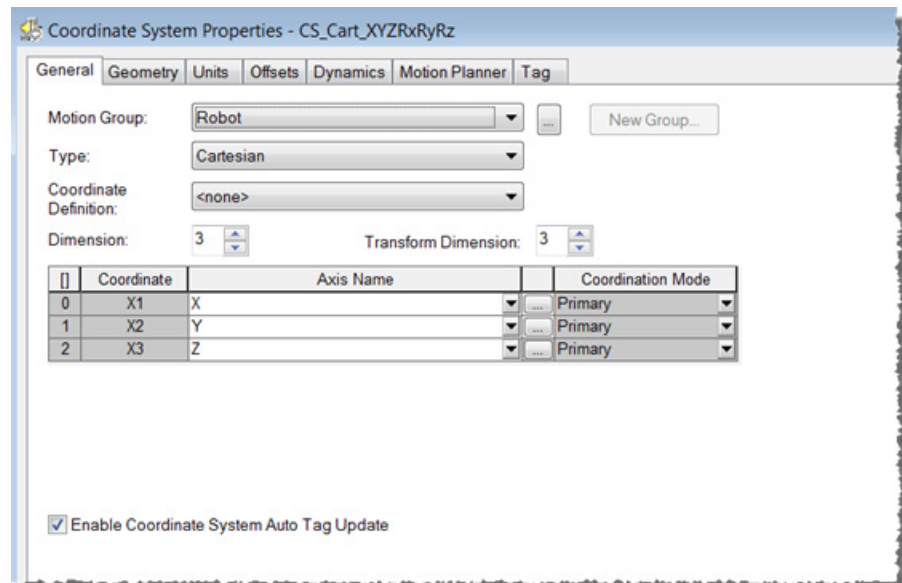 Coordinate System Properties - CS_Cart_XYZRxRyRz
General Geometry Units Offsets Dynamics Motion Planner Tag
Motion Group: Robot ... New Group...
Type: Cartesian
Coordinate Definition: <none>
Dimension: 3 Transform Dimension: 3
[] Coordinate Axis Name Coordination Mode
0 X1 X ... Primary
1 X2 Y ... Primary
2 X3 Z ... Primary
Enable Coordinate System Auto Tag Update